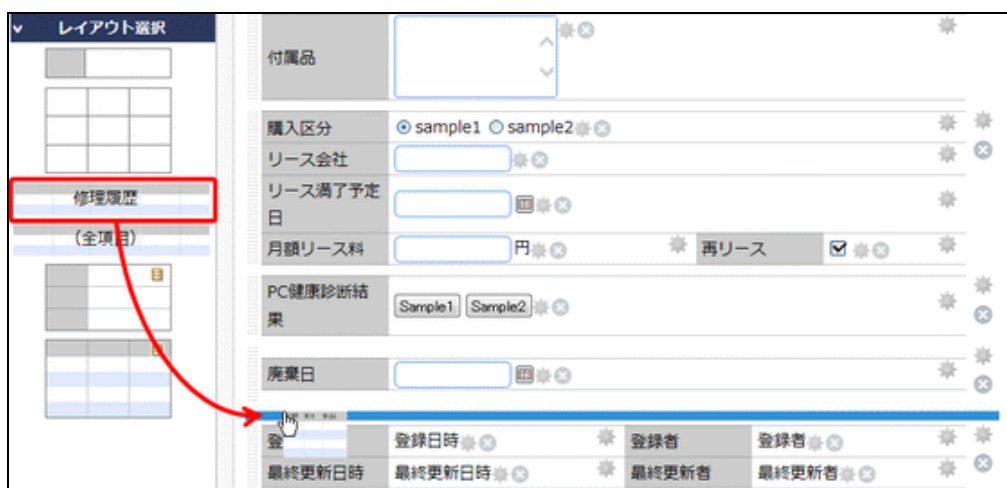 レイアウト選択
付属品
購入区分 sample1 sample2
修理履歴
リース会社
リース満了予定
日
(全項目)
月額リース料 円 再リース
PC健康診断結
果
Sample1 Sample2
廃棄日
登 登録日時 登録者 登録者
最終更新日時 最終更新日時 最終更新者 最終更新者